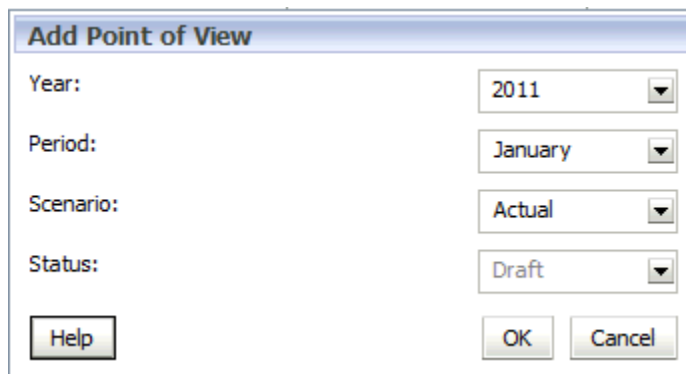 Add Point of View
Year: 2011
Period: January
Scenario: Actual
Status: Draft
Help OK Cancel